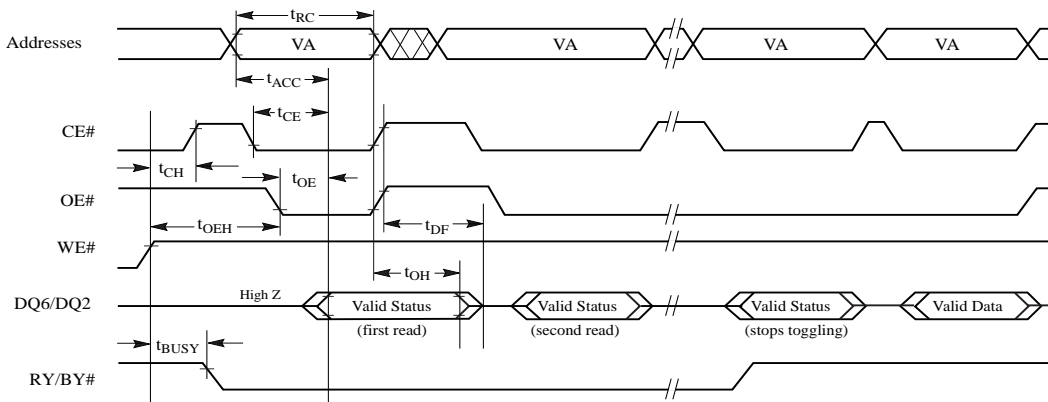 tRC
Addresses VA VA VA VA
tACC
tCE
CE#
tCH tOE
OE#
tOEH tDF
WE#
tOH
High Z
DQ6/DQ2 Valid Status Valid Status Valid Status Valid Data
(first read) (second read) (stops toggling)
tBUSY
RY/BY#